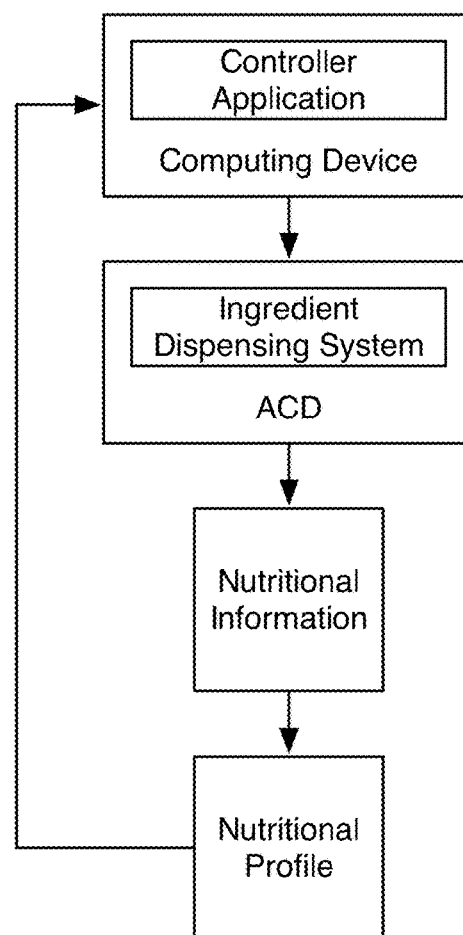 Controller
Application
Computing Device
Ingredient
Dispensing System
ACD
Nutritional
Information
Nutritional
Profile